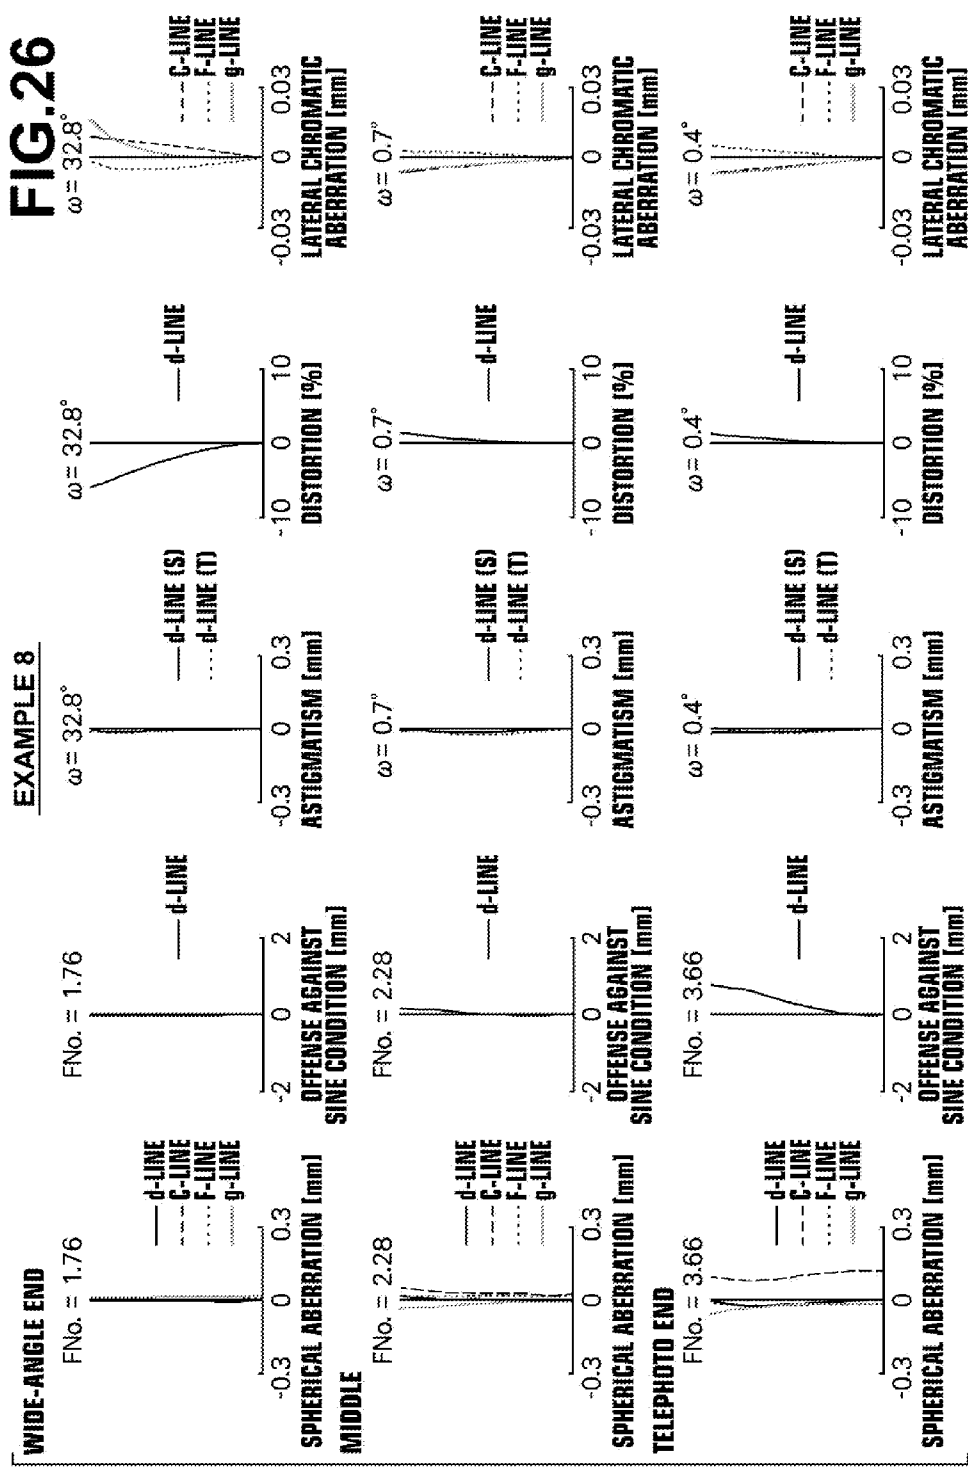 FIG.26
EXAMPLE 8
WIDE-ANGLE END
FNo. = 1.76
d-LINE
C-LINE
F-LINE
g-LINE
-0.3 0 0.3
SPHERICAL ABERRATION [mm]
FNo. = 1.76
d-LINE
-2 0 2
OFFENSE AGAINST
SINE CONDITION [mm]
ω= 32.8°
d-LINE (S)
d-LINE (T)
-0.3 0 0.3
ASTIGMATISM [mm]
ω= 32.8°
d-LINE
-10 0 10
DISTORTION [%]
ω= 32.8°
C-LINE
F-LINE
g-LINE
-0.03 0 0.03
LATERAL CHROMATIC
ABERRATION [mm]
MIDDLE
FNo. = 2.28
d-LINE
C-LINE
F-LINE
g-LINE
-0.3 0 0.3
SPHERICAL ABERRATION [mm]
FNo. = 2.28
d-LINE
-2 0 2
OFFENSE AGAINST
SINE CONDITION [mm]
ω= 0.7°
d-LINE (S)
d-LINE (T)
-0.3 0 0.3
ASTIGMATISM [mm]
ω= 0.7°
d-LINE
-10 0 10
DISTORTION [%]
ω= 0.7°
C-LINE
F-LINE
g-LINE
-0.03 0 0.03
LATERAL CHROMATIC
ABERRATION [mm]
TELEPHOTO END
FNo. = 3.66
d-LINE
C-LINE
F-LINE
g-LINE
-0.3 0 0.3
SPHERICAL ABERRATION [mm]
FNo. = 3.66
d-LINE
-2 0 2
OFFENSE AGAINST
SINE CONDITION [mm]
ω= 0.4°
d-LINE (S)
d-LINE (T)
-0.3 0 0.3
ASTIGMATISM [mm]
ω= 0.4°
d-LINE
-10 0 10
DISTORTION [%]
ω= 0.4°
C-LINE
F-LINE
g-LINE
-0.03 0 0.03
LATERAL CHROMATIC
ABERRATION [mm]